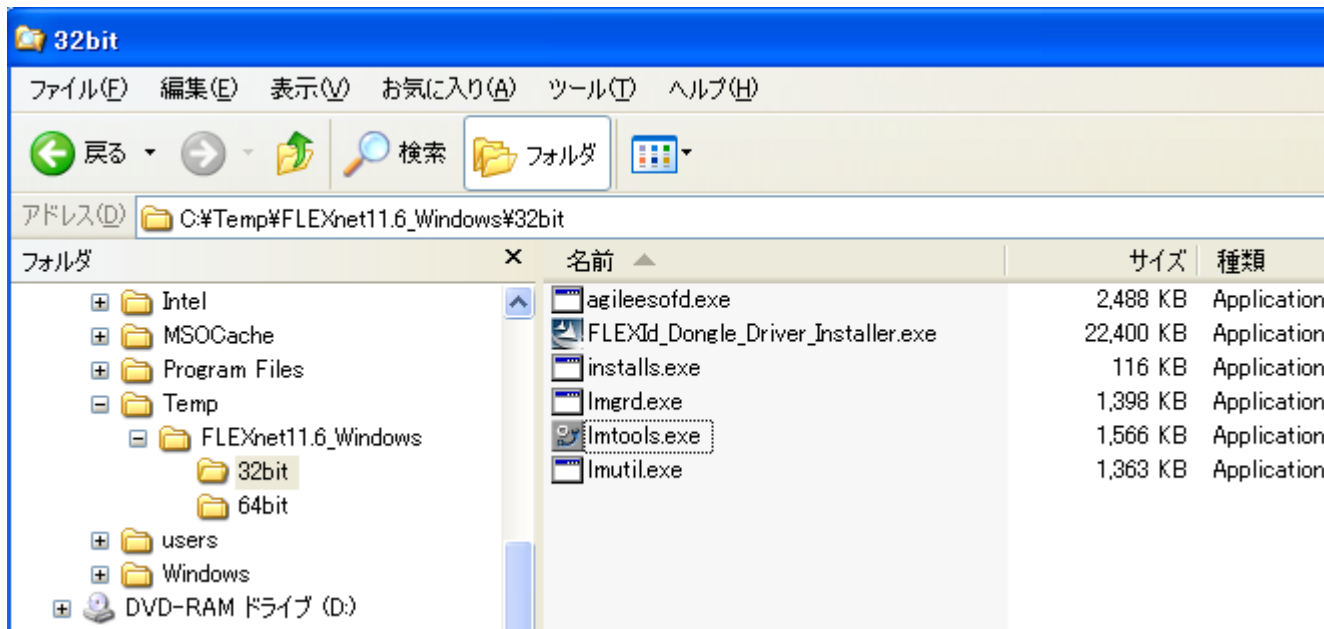 32bit
ファイル(F) 編集(E) 表示(V) お気に入り(A) ツール(T) ヘルプ(H)
戻る 検索 フォルダ
アドレス(D) C:¥Temp¥FLEXnet11.6_Windows¥32bit
フォルダ × 名前 サイズ 種類
Intel agileesofd.exe 2,488 KB Application
MSOCache FLEXId_Dongle_Driver_Installer.exe 22,400 KB Application
Program Files installs.exe 116 KB Application
Temp lmgrd.exe 1,398 KB Application
FLEXnet11.6_Windows lmtools.exe 1,566 KB Application
32bit lmutil.exe 1,363 KB Application
64bit
users
Windows
DVD-RAM ドライブ (D:)